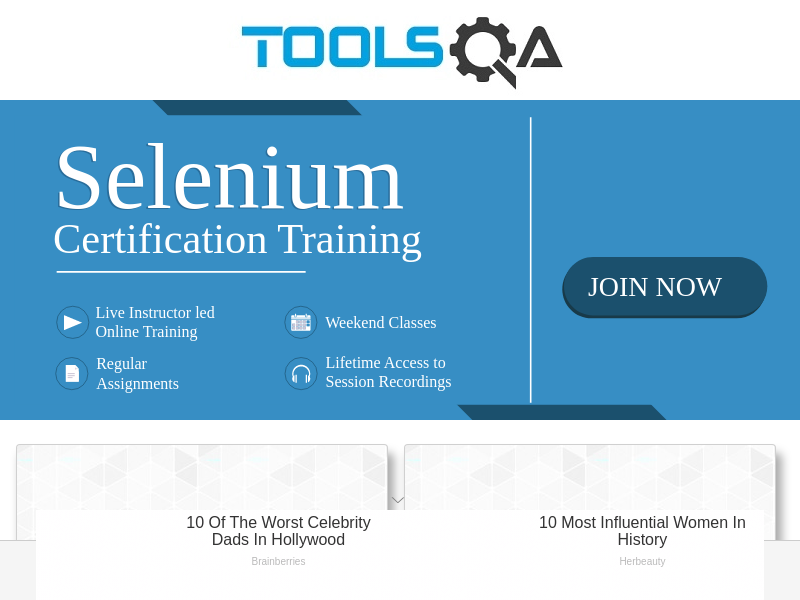 TOOLSQA
Selenium
Certification Training
Live Instructor led
Online Training
Weekend Classes
Regular
Assignments
Lifetime Access to
Session Recordings
JOIN NOW
10 Of The Worst Celebrity
Dads In Hollywood
Brainberries
10 Most Influential Women In
History
Herbeauty